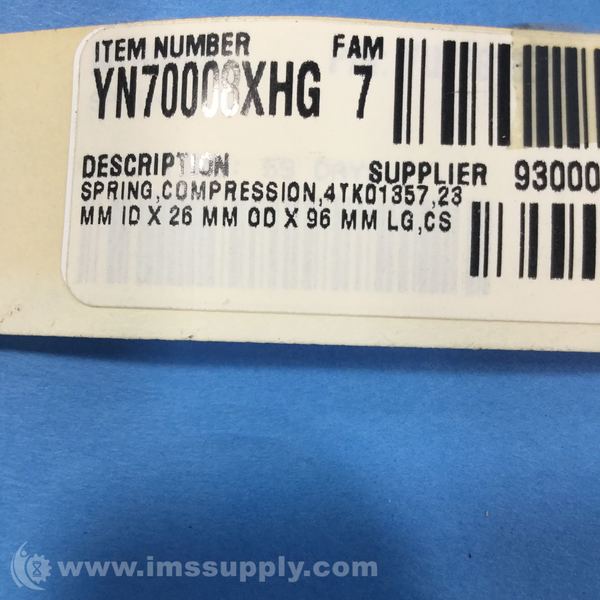 ITEM NUMBER FAM
YN70008XHG 7
DESCRIPTION SUPPLIER 93000
SPRING,COMPRESSION,4TK01357,23
MM ID X 26 MM OD X 96 MM LG,CS
www.imssupply.com